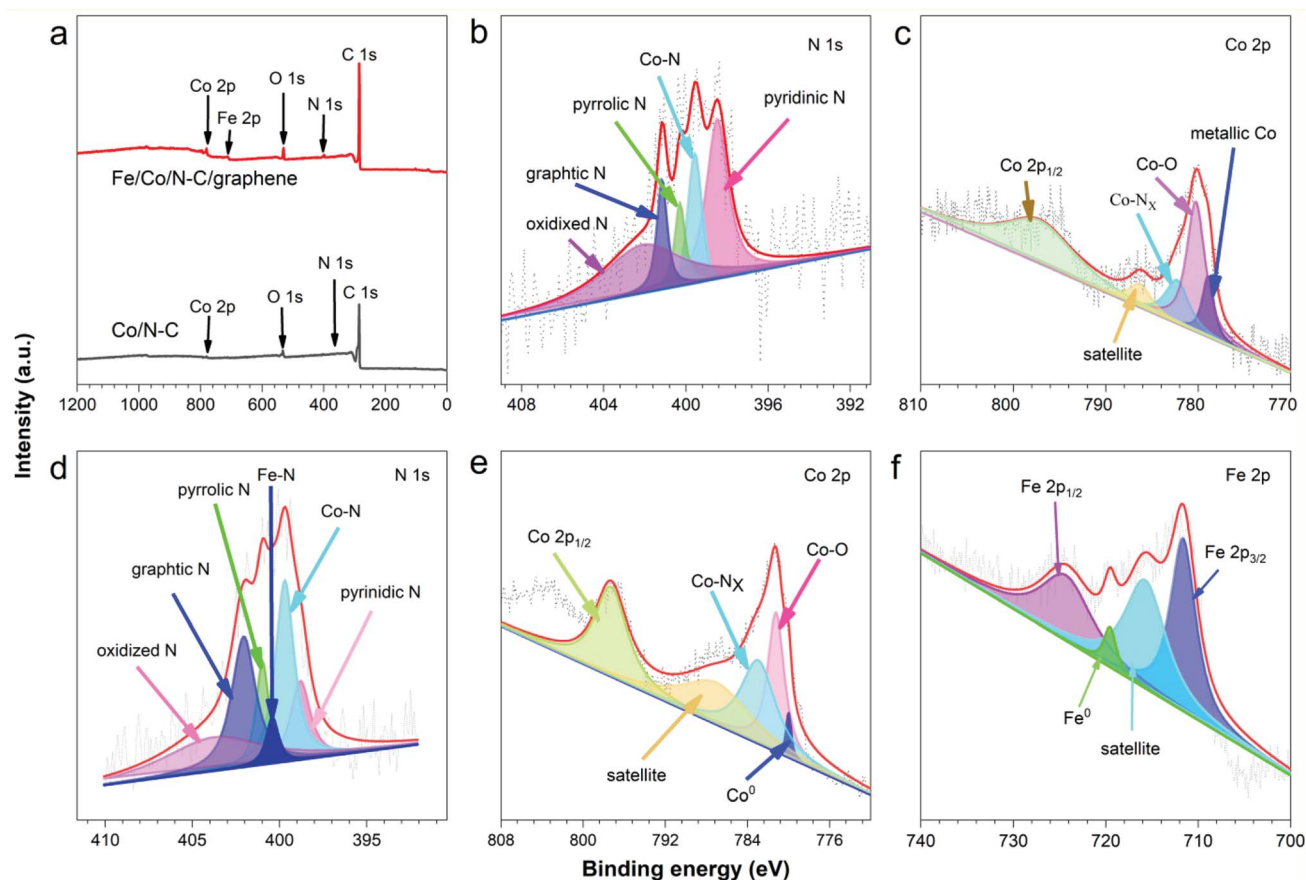 a
C 1s
O 1s
Co 2p
N 1s
Fe 2p
Fe/Co/N-C/graphene
N 1s
C 1s
Co 2p
O 1s
Co/N-C
1200 1000 800 600 400 200 0
b
N 1s
Co-N
pyrrolic N
pyridinic N
graphtic N
oxidixed N
408 404 400 396 392
c
Co 2p
metallic Co
Co 2p1/2
Co-O
Co-NX
satellite
810 800 790 780 770
Intensity (a.u.)
d
Fe-N
N 1s
pyrrolic N
Co-N
graphtic N
pyrinidic N
oxidized N
410 405 400 395
e
Co 2p
Co 2p1/2
Co-O
Co-NX
satellite
Co0
808 800 792 784 776
f
Fe 2p
Fe 2p1/2
Fe 2p3/2
Fe0
satellite
740 730 720 710 700
Binding energy (eV)